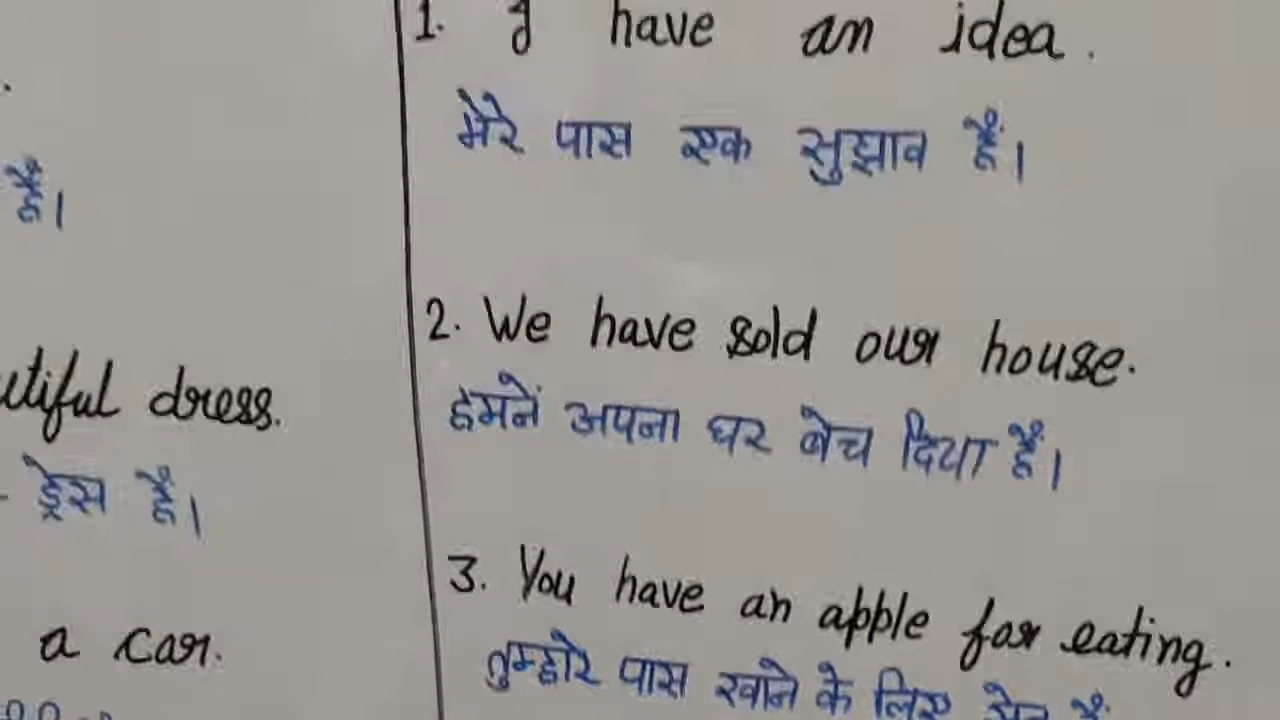 है।
utiful dress.
- ड्रेस है।
a car.
1. I have an idea.
मेरे पास एक सुझाव है।
2. We have sold our house.
हमनें अपना घर बेच दिया है।
3. You have an apple for eating.
तुम्हारे पास खाने के लिए सेब है